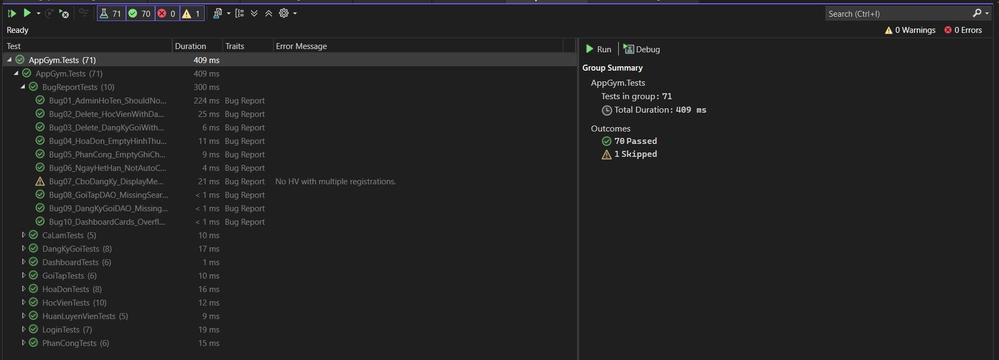 71 70 0 1
Search (Ctrl+I)
Ready
0 Warnings 0 Errors
Test Duration Traits Error Message
AppGym.Tests (71) 409 ms
AppGym.Tests (71) 409 ms
BugReportTests (10) 300 ms
Bug01_AdminHoTen_ShouldNo... 224 ms Bug Report
Bug02_Delete_HocVienWithDa... 25 ms Bug Report
Bug03_Delete_DangKyGoiWith... 6 ms Bug Report
Bug04_HoaDon_EmptyHinhThu... 11 ms Bug Report
Bug05_PhanCong_EmptyGhiCh... 9 ms Bug Report
Bug06_NgayHetHan_NotAutoC... 4 ms Bug Report
Bug07_CboDangKy_DisplayMe... 21 ms Bug Report No HV with multiple registrations.
Bug08_GoiTapDAO_MissingSear... < 1 ms Bug Report
Bug09_DangKyGoiDAO_Missing... < 1 ms Bug Report
Bug10_DashboardCards_Overfl... < 1 ms Bug Report
CaLamTests (5) 10 ms
DangKyGoiTests (8) 17 ms
DashboardTests (6) 1 ms
GoiTapTests (6) 10 ms
HoaDonTests (8) 16 ms
HocVienTests (10) 12 ms
HuanLuyenVienTests (5) 9 ms
LoginTests (7) 19 ms
PhanCongTests (6) 15 ms
Run Debug
Group Summary
AppGym.Tests
Tests in group: 71
Total Duration: 409 ms
Outcomes
70 Passed
1 Skipped